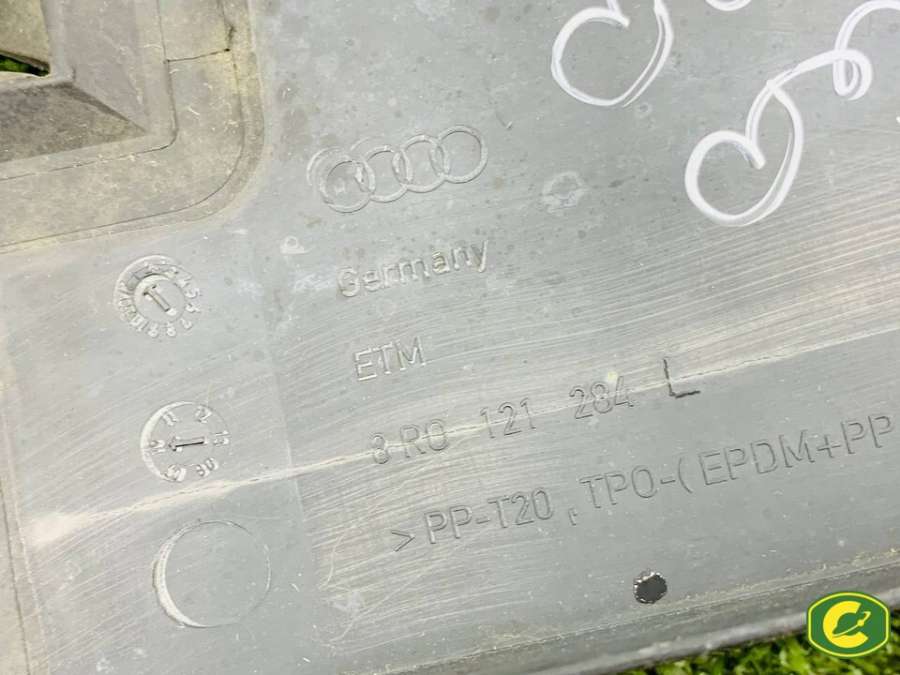 Germany
ETM
8R0 121 284 L
>PP-T20, TPO-(EPDM+PP